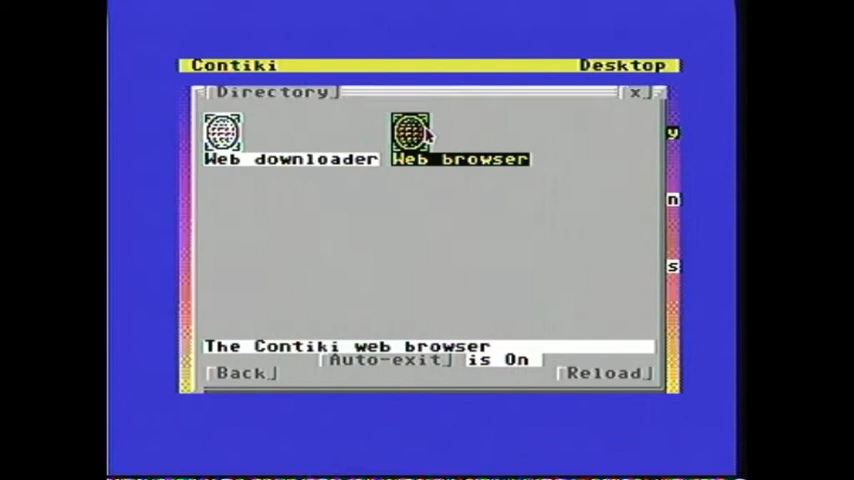 Contiki Desktop
Directory x
Web downloader Web browser
y
n
s
The Contiki web browser
Auto-exit is On
Back Reload